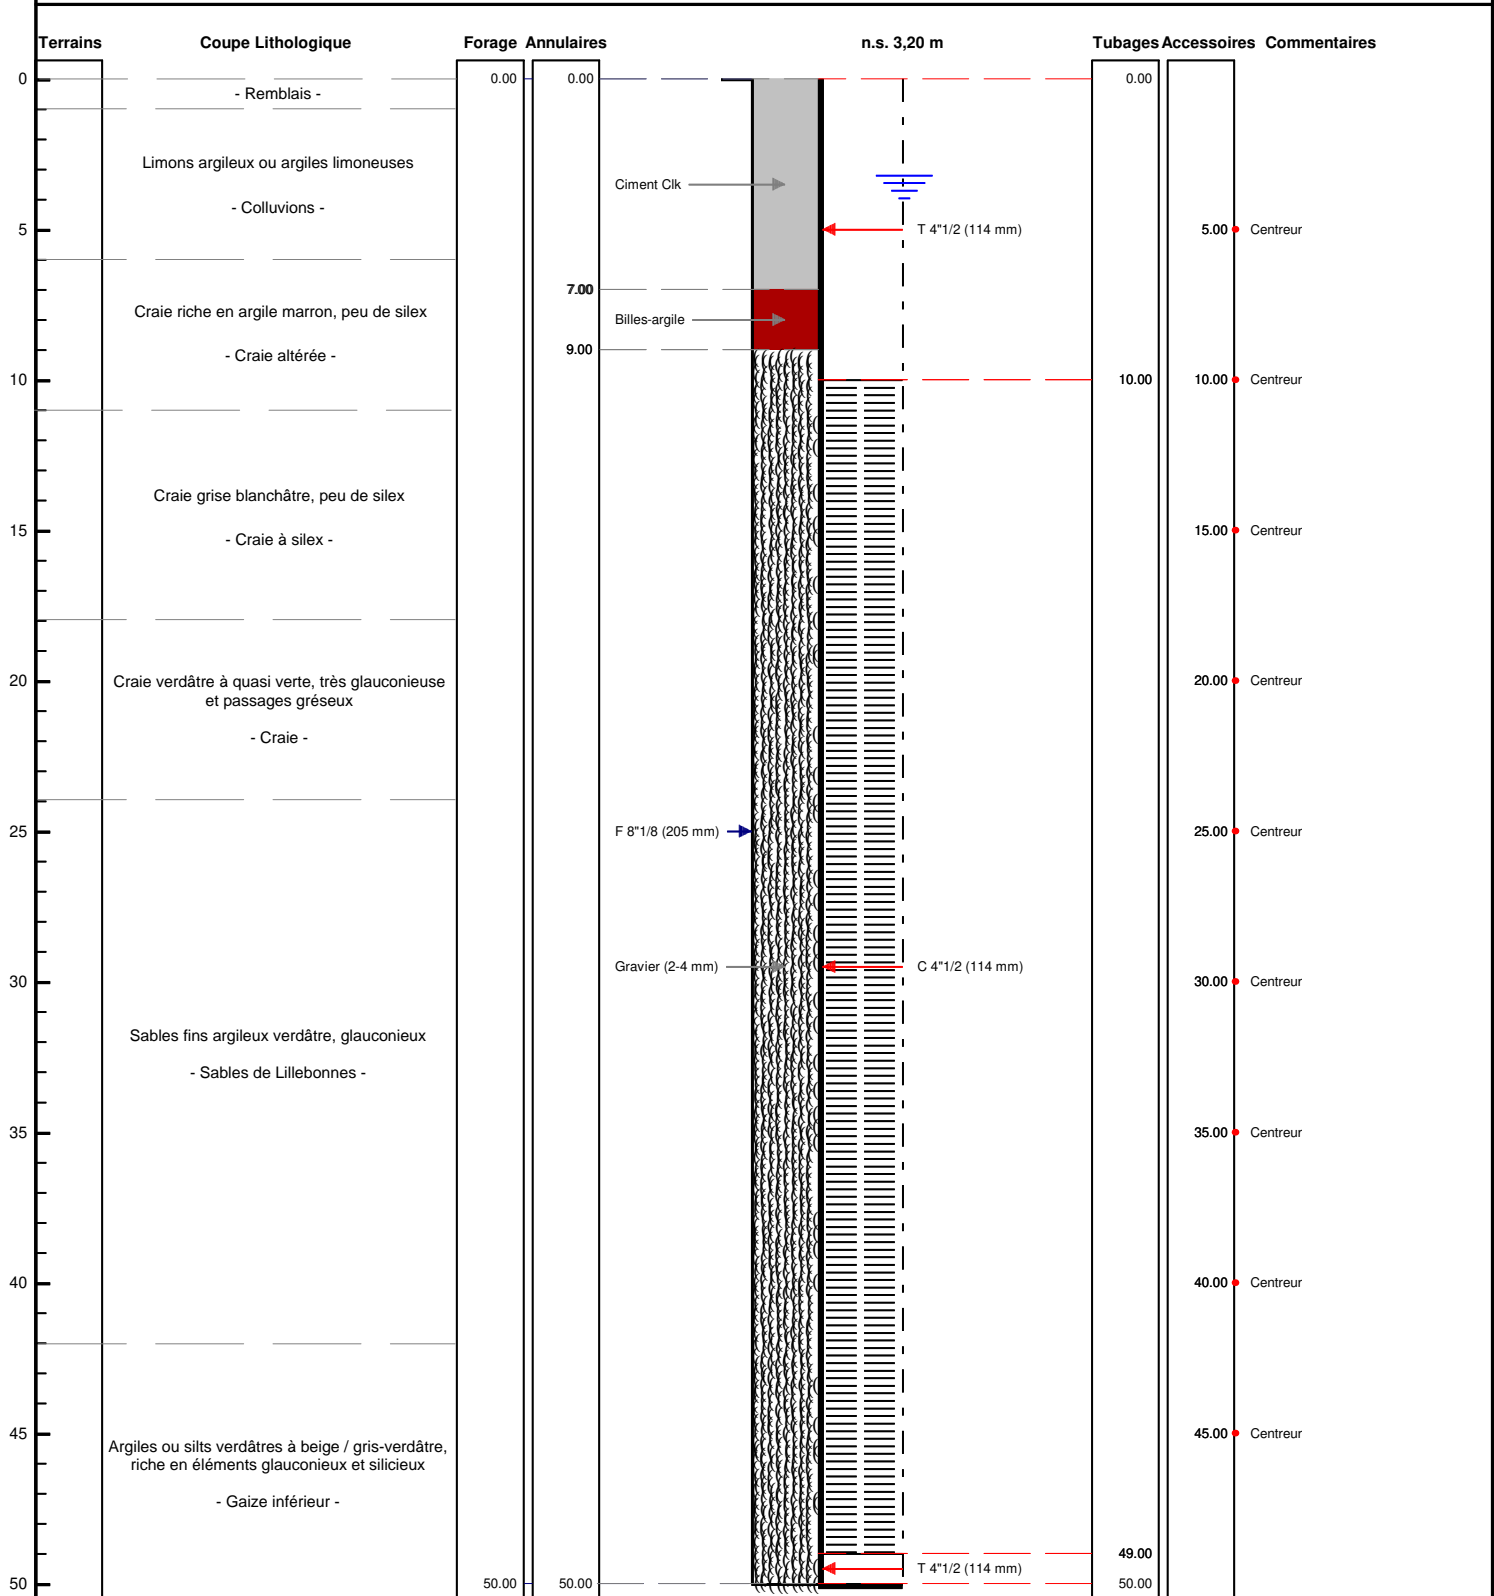 Terrains Coupe Lithologique Forage Annulaires n.s. 3,20 m Tubages Accessoires Commentaires
0 0.00 0.00 0.00
- Remblais -
Limons argileux ou argiles limoneuses
Ciment Clk
- Colluvions -
5 T 4"1/2 (114 mm) 5.00 Centreur
7.00
Craie riche en argile marron, peu de silex
Billes-argile
9.00
- Craie altérée -
10 10.00 10.00 Centreur
Craie grise blanchâtre, peu de silex
15 15.00 Centreur
- Craie à silex -
20 Craie verdâtre à quasi verte, très glauconieuse 20.00 Centreur
et passages gréseux
- Craie -
25 F 8"1/8 (205 mm) 25.00 Centreur
Gravier (2-4 mm) C 4"1/2 (114 mm)
30 30.00 Centreur
Sables fins argileux verdâtre, glauconieux
- Sables de Lillebonnes -
35 35.00 Centreur
40 40.00 Centreur
45 45.00 Centreur
Argiles ou silts verdâtres à beige / gris-verdâtre,
riche en éléments glauconieux et silicieux
- Gaize inférieur -
49.00
T 4"1/2 (114 mm)
50 50.00 50.00 50.00